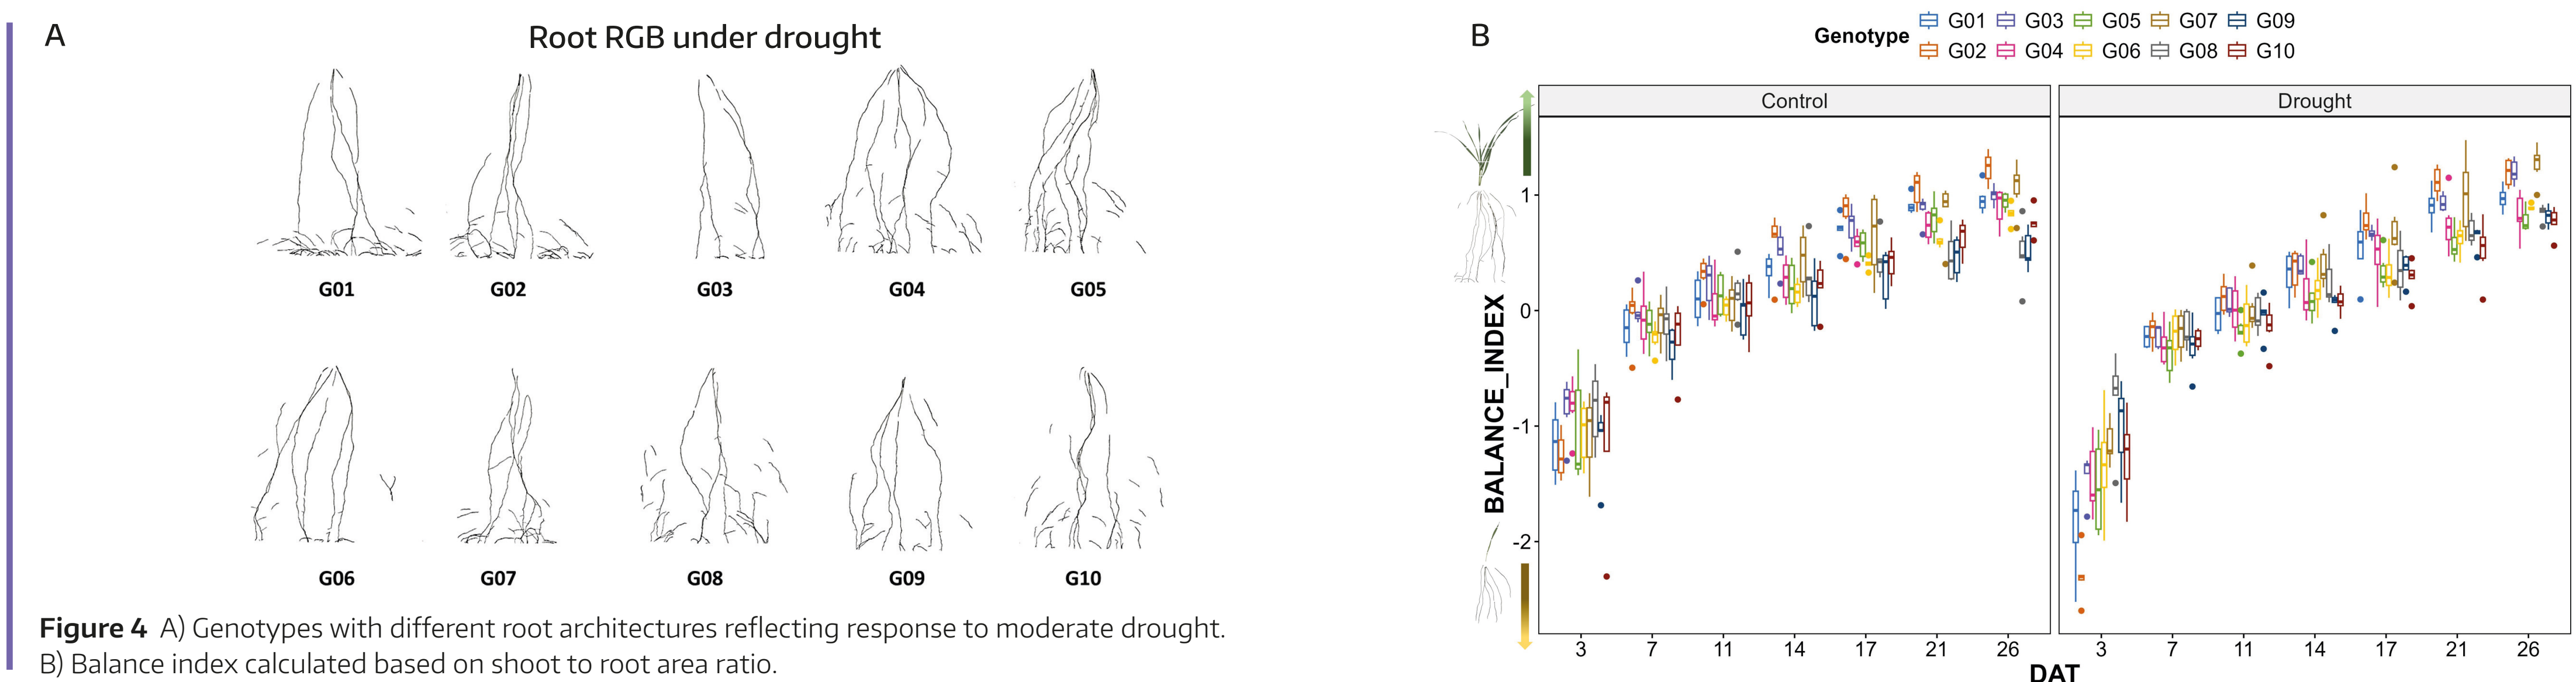 A
Root RGB under drought
G01 G02 G03 G04 G05
G06 G07 G08 G09 G10
Figure 4 A) Genotypes with different root architectures reflecting response to moderate drought.
B) Balance index calculated based on shoot to root area ratio.
B
Genotype
G01 G03 G05 G07 G09
G02 G04 G06 G08 G10
Control Drought
BALANCE_INDEX
1
0
-1
-2
3 7 11 14 17 21 26 3 7 11 14 17 21 26
DAT